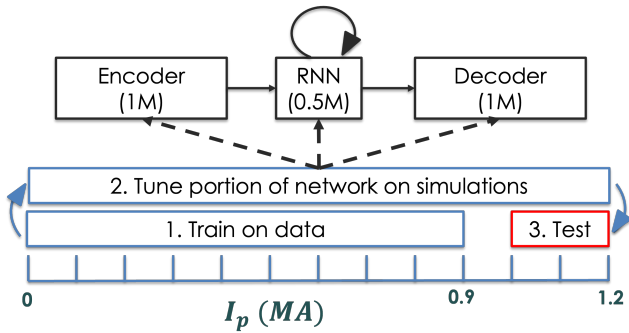 Encoder
(1M)
RNN
(0.5M)
Decoder
(1M)
2. Tune portion of network on simulations
1. Train on data
3. Test
0
0.9
1.2
I_p (MA)